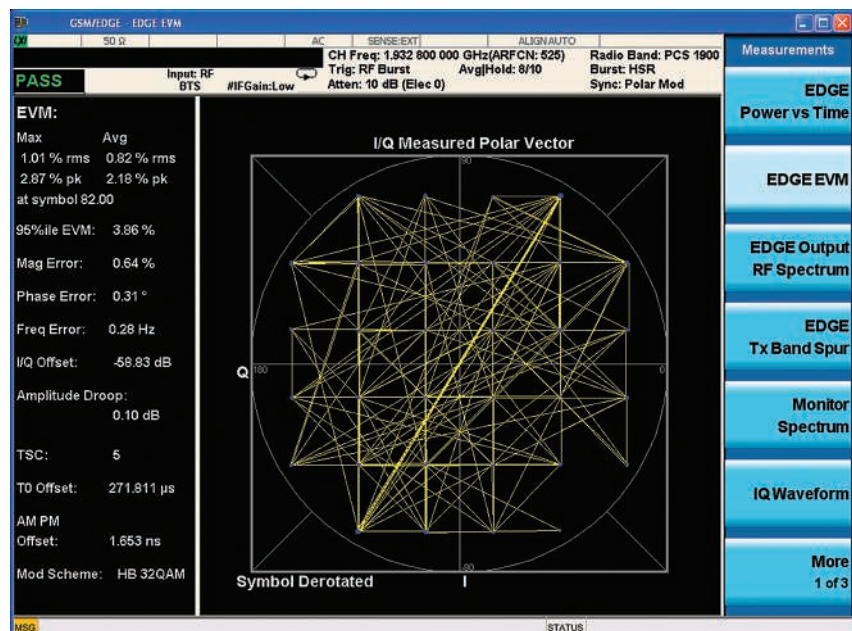 GSM/EDGE - EDGE EVM
50 Ω AC SENSE:EXT ALIGN AUTO
CH Freq: 1.932 800 000 GHz(ARFCN: 525) Radio Band: PCS 1900
Input: RF Trig: RF Burst Avg|Hold: 8/10 Burst: HSR
PASS BTS #IFGain:Low Atten: 10 dB (Elec 0) Sync: Polar Mod
EVM:
Max Avg
1.01 % rms 0.82 % rms
2.87 % pk 2.18 % pk
at symbol 82.00
95%ile EVM: 3.86 %
Mag Error: 0.64 %
Phase Error: 0.31 °
Freq Error: 0.28 Hz
I/Q Offset: -58.83 dB
Amplitude Droop:
0.10 dB
TSC: 5
T0 Offset: 271.811 µs
AM PM
Offset: 1.653 ns
Mod Scheme: HB 32QAM
I/Q Measured Polar Vector
90
Q 180 0
-90
Symbol Derotated I
Measurements
EDGE
Power vs Time
EDGE EVM
EDGE Output
RF Spectrum
EDGE
Tx Band Spur
Monitor
Spectrum
IQ Waveform
More
1 of 3
MSG STATUS